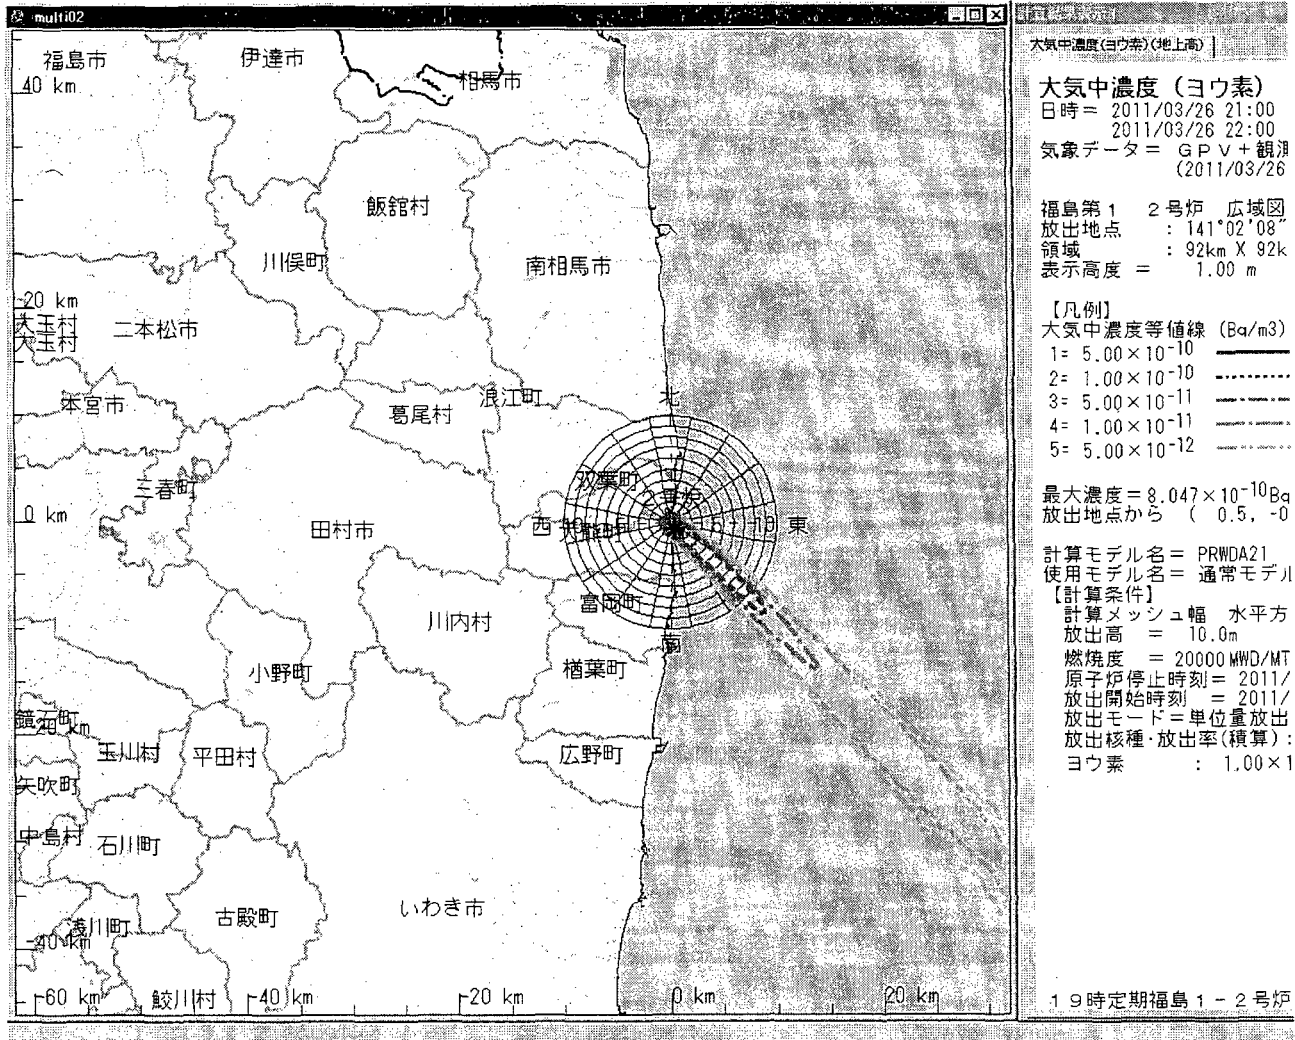 multi02
福島市
伊達市
相馬市
40 km
飯舘村
川俣町
南相馬市
20 km
大玉村
二本松市
大玉村
本宮市
浪江町
北
葛尾村
双葉町
三春町
0 km
田村市
西
大熊町
5
10
東
富岡町
川内村
南
小野町
楢葉町
鏡石町
-20 km
玉川村
平田村
広野町
矢吹町
中島村
石川町
いわき市
古殿町
浅川町
-40 km
-60 km
鮫川村
-40 km
-20 km
0 km
20 km
大気中濃度(ヨウ素)(地上高)
大気中濃度(ヨウ素)
日時= 2011/03/26 21:00
2011/03/26 22:00
気象データ= GPV+観測
(2011/03/26
福島第1 2号炉 広域図
放出地点 : 141°02'08"
領域 : 92km X 92k
表示高度 = 1.00 m
【凡例】
大気中濃度等値線 (Bq/m3)
1= 5.00×10-10
2= 1.00×10-10
3= 5.00×10-11
4= 1.00×10-11
5= 5.00×10-12
最大濃度=8.047×10-10Bq
放出地点から ( 0.5, -0
計算モデル名= PRWDA21
使用モデル名= 通常モデル
【計算条件】
計算メッシュ幅 水平方
放出高 = 10.0m
燃焼度 = 20000MWD/MT
原子炉停止時刻= 2011/
放出開始時刻 = 2011/
放出モード=単位量放出
放出核種・放出率(積算):
ヨウ素 : 1.00×1
19時定期福島1-2号炉